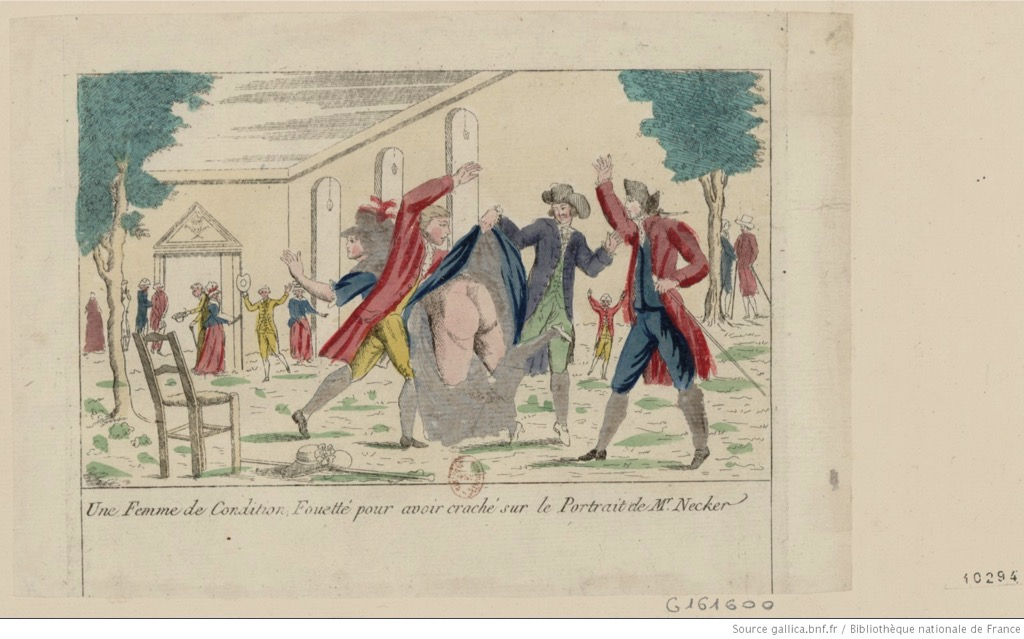 Une Femme de Condition, Fouetté pour avoir craché sur le Portrait de Mr. Necker
10294
G161600
Source gallica.bnf.fr / Bibliothèque nationale de France